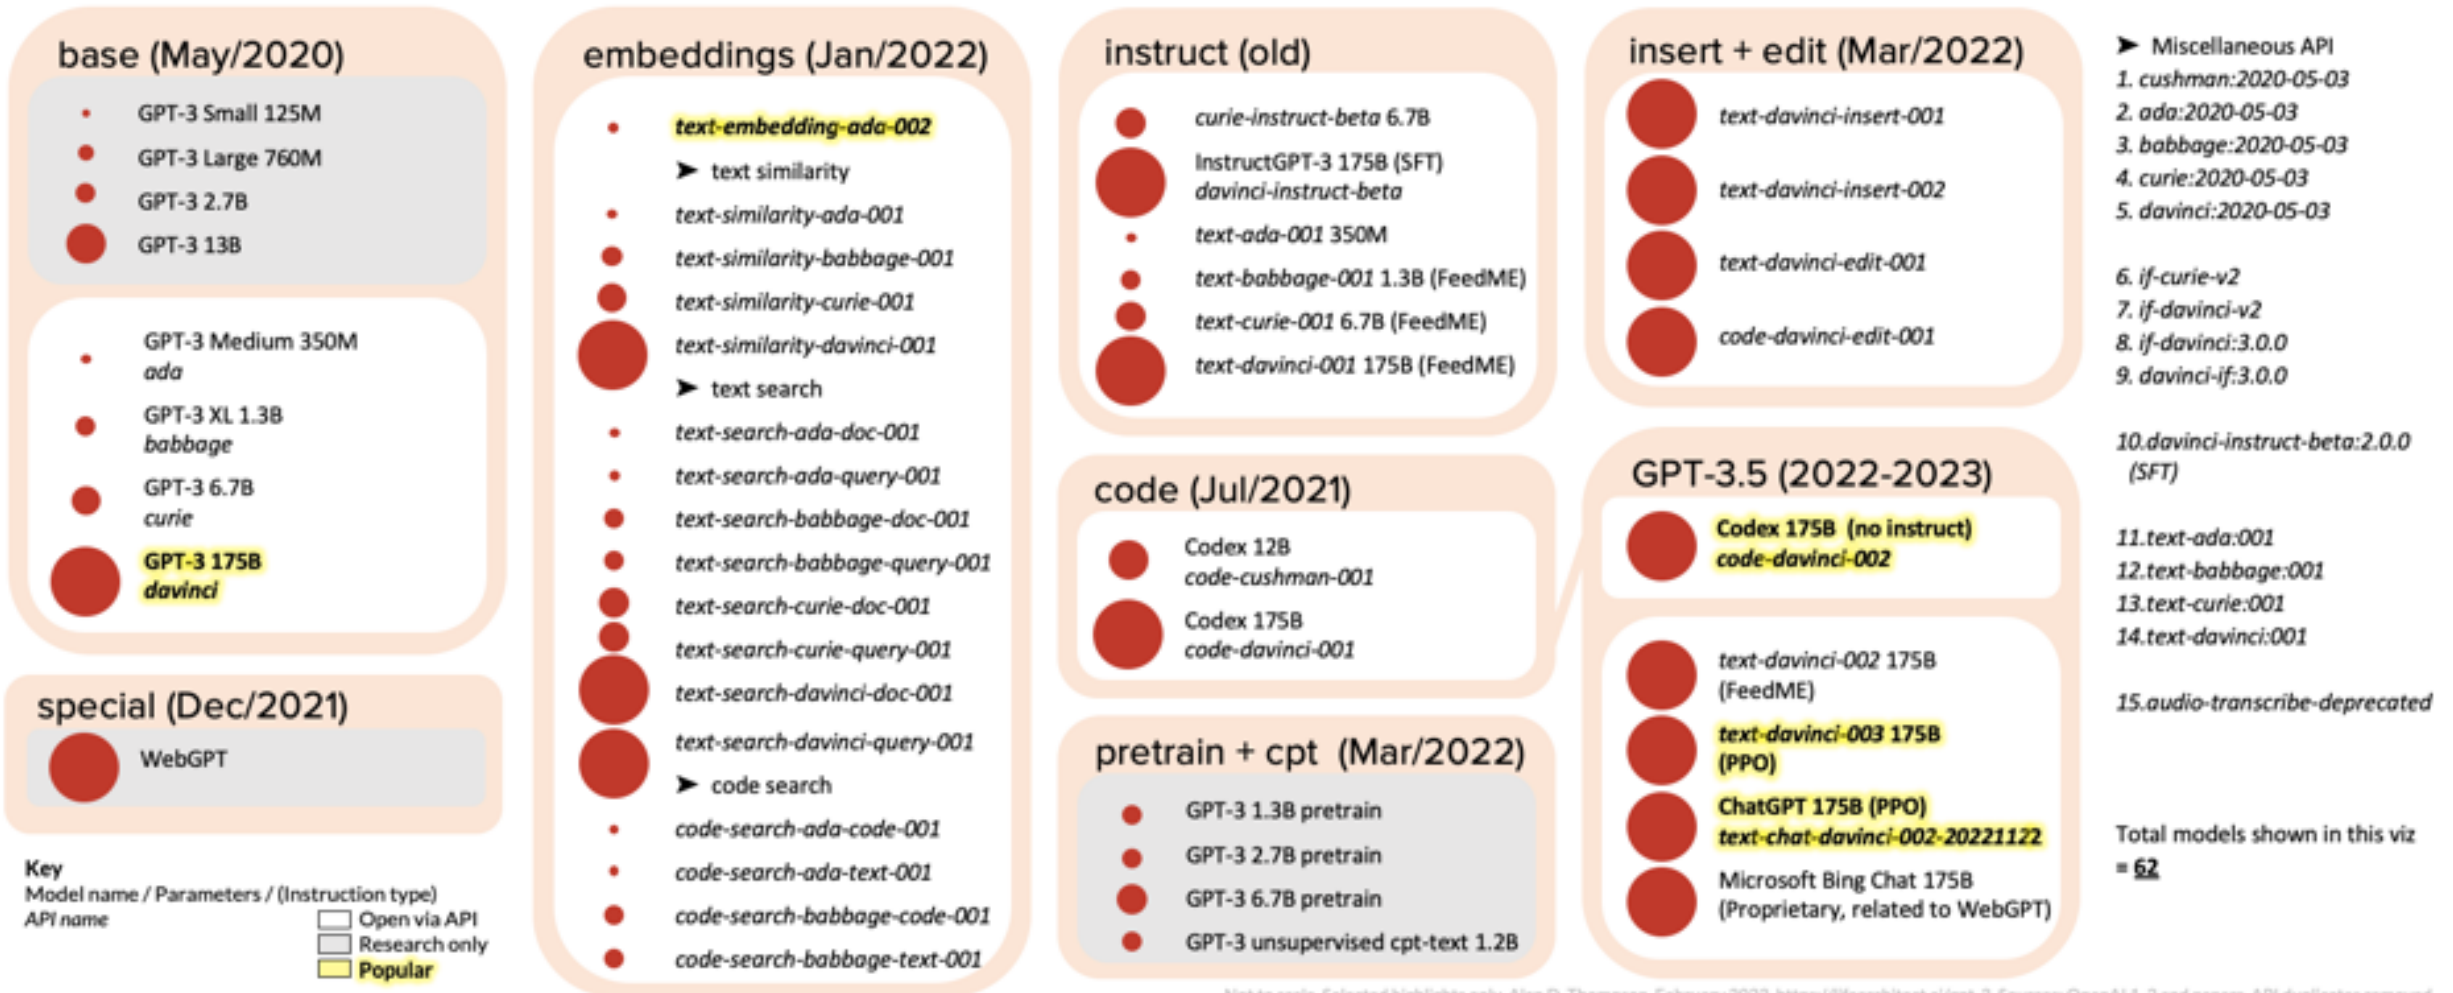 base (May/2020)
GPT-3 Small 125M
GPT-3 Large 760M
GPT-3 2.7B
GPT-3 13B
GPT-3 Medium 350M
ada
GPT-3 XL 1.3B
babbage
GPT-3 6.7B
curie
GPT-3 175B
davinci
special (Dec/2021)
WebGPT
Key
Model name / Parameters / (Instruction type)
API name
Open via API
Research only
Popular
embeddings (Jan/2022)
text-embedding-ada-002
➤ text similarity
text-similarity-ada-001
text-similarity-babbage-001
text-similarity-curie-001
text-similarity-davinci-001
➤ text search
text-search-ada-doc-001
text-search-ada-query-001
text-search-babbage-doc-001
text-search-babbage-query-001
text-search-curie-doc-001
text-search-curie-query-001
text-search-davinci-doc-001
text-search-davinci-query-001
➤ code search
code-search-ada-code-001
code-search-ada-text-001
code-search-babbage-code-001
code-search-babbage-text-001
instruct (old)
curie-instruct-beta 6.7B
InstructGPT-3 175B (SFT)
davinci-instruct-beta
text-ada-001 350M
text-babbage-001 1.3B (FeedME)
text-curie-001 6.7B (FeedME)
text-davinci-001 175B (FeedME)
code (Jul/2021)
Codex 12B
code-cushman-001
Codex 175B
code-davinci-001
pretrain + cpt (Mar/2022)
GPT-3 1.3B pretrain
GPT-3 2.7B pretrain
GPT-3 6.7B pretrain
GPT-3 unsupervised cpt-text 1.2B
insert + edit (Mar/2022)
text-davinci-insert-001
text-davinci-insert-002
text-davinci-edit-001
code-davinci-edit-001
GPT-3.5 (2022-2023)
Codex 175B (no instruct)
code-davinci-002
text-davinci-002 175B
(FeedME)
text-davinci-003 175B
(PPO)
ChatGPT 175B (PPO)
text-chat-davinci-002-20221122
Microsoft Bing Chat 175B
(Proprietary, related to WebGPT)
➤ Miscellaneous API
1. cushman:2020-05-03
2. ada:2020-05-03
3. babbage:2020-05-03
4. curie:2020-05-03
5. davinci:2020-05-03
6. if-curie-v2
7. if-davinci-v2
8. if-davinci:3.0.0
9. davinci-if:3.0.0
10.davinci-instruct-beta:2.0.0
(SFT)
11.text-ada:001
12.text-babbage:001
13.text-curie:001
14.text-davinci:001
15.audio-transcribe-deprecated
Total models shown in this viz
= 62